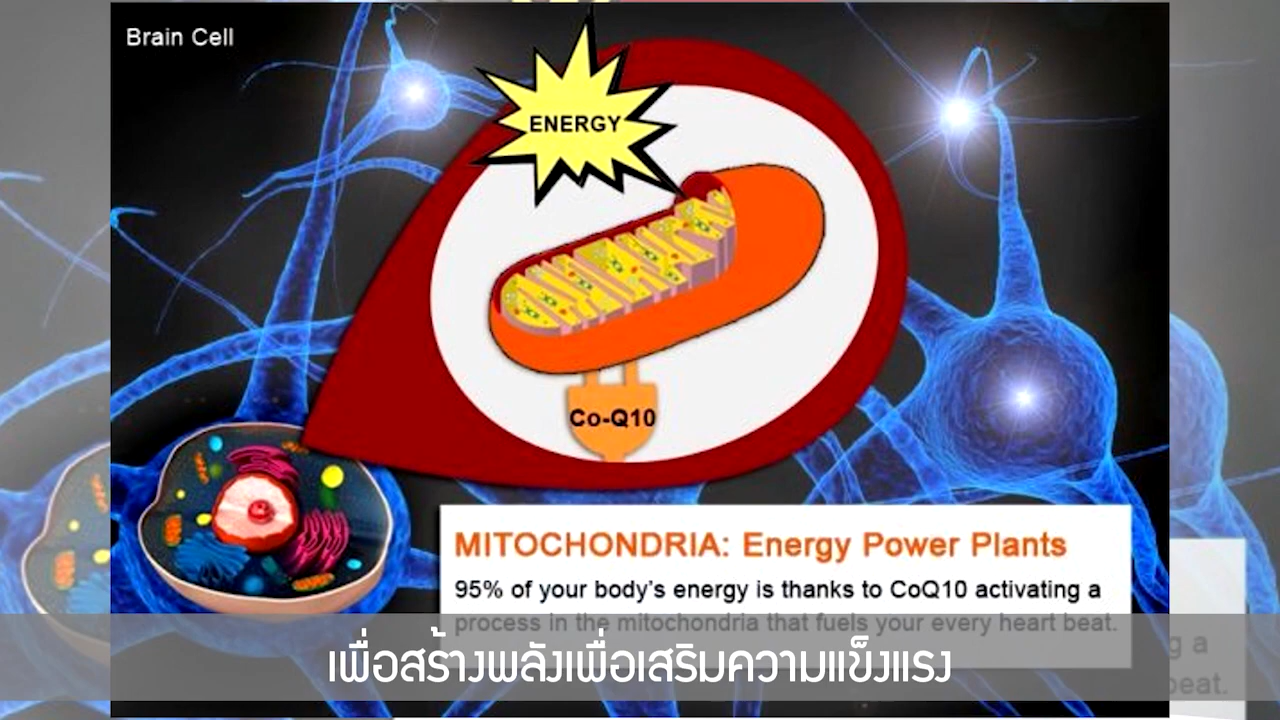 Brain Cell
ENERGY
Co-Q10
MITOCHONDRIA: Energy Power Plants
95% of your body's energy is thanks to CoQ10 activating a
process in the mitochondria that fuels your every heart beat.
เพื่อสร้างพลังเพื่อเสริมความแข็งแรง
g a
beat.